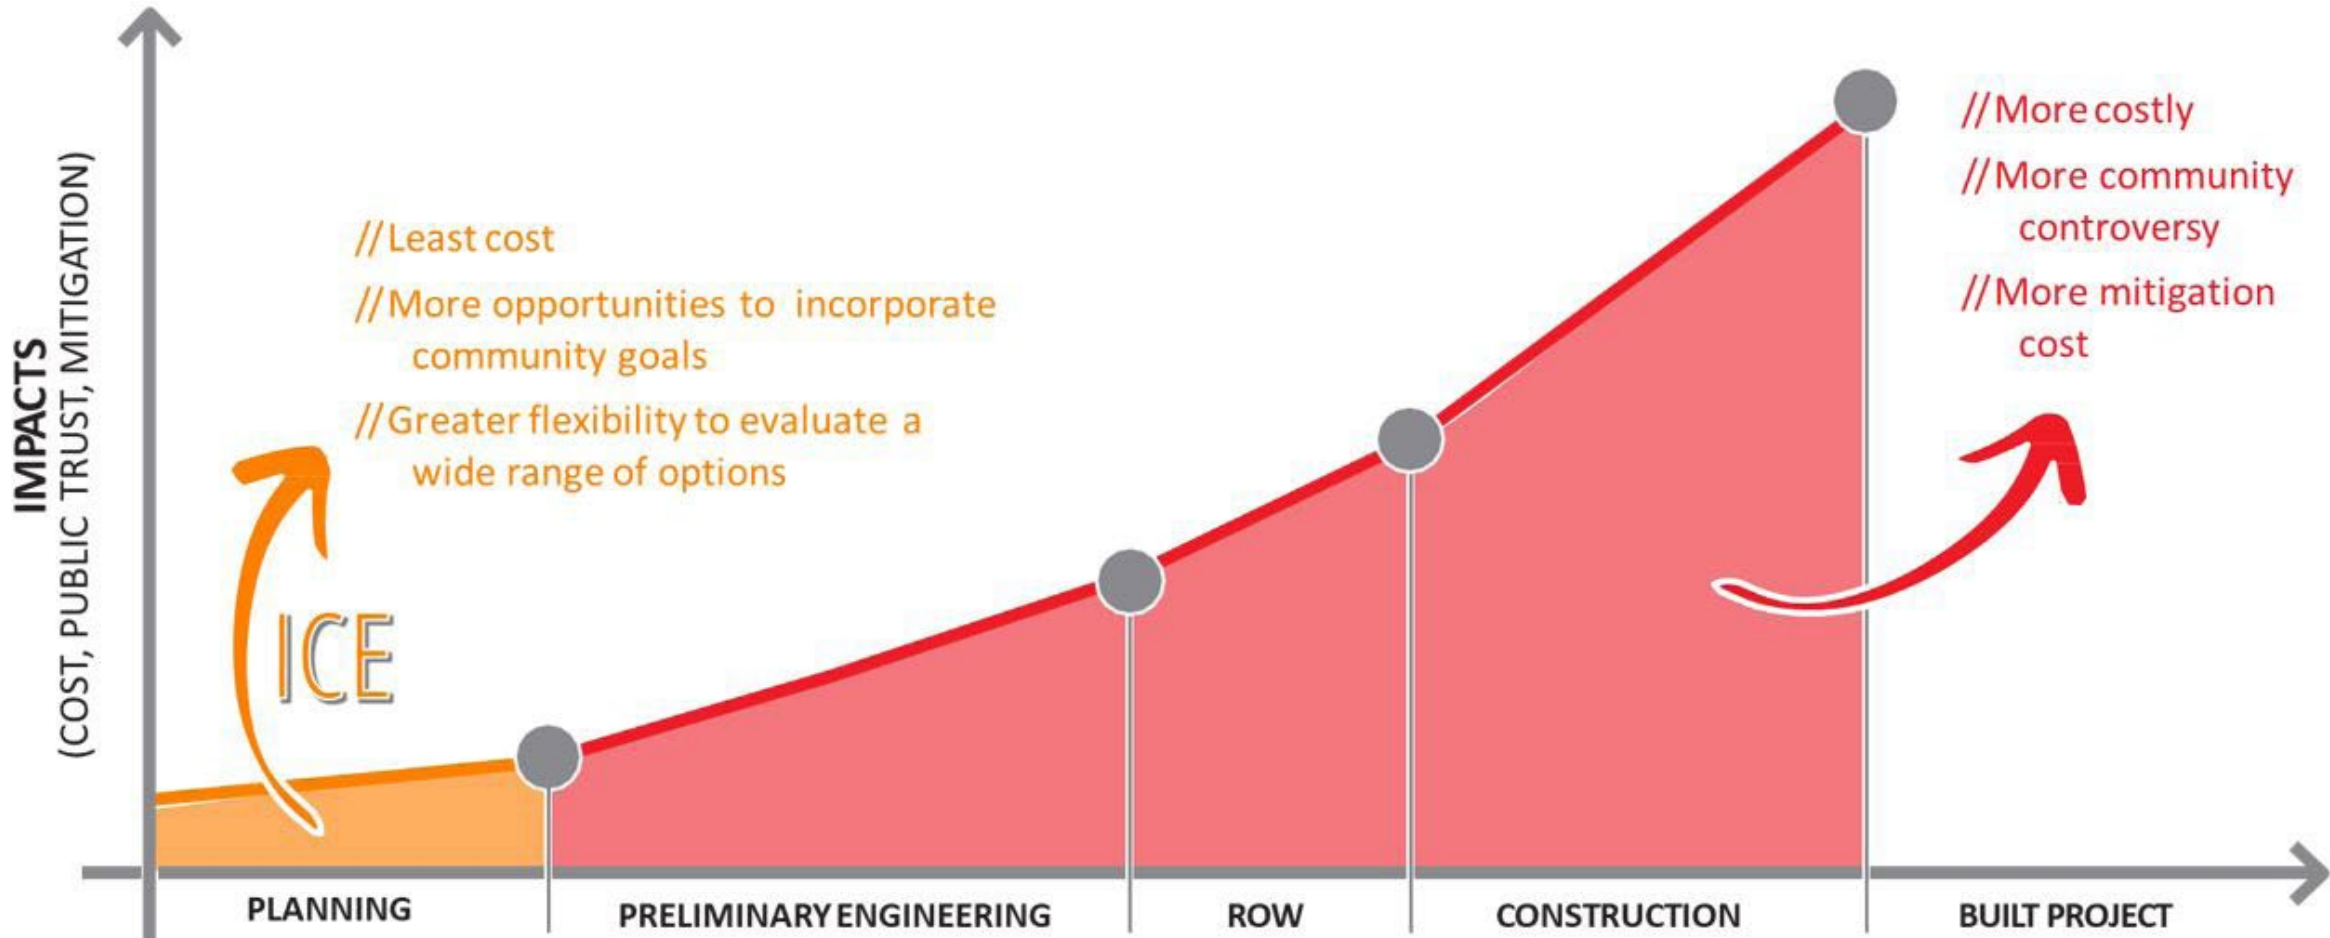 IMPACTS
(COST, PUBLIC TRUST, MITIGATION)
//Least cost
//More opportunities to incorporate
community goals
//Greater flexibility to evaluate a
wide range of options
ICE
//More costly
//More community
controversy
//More mitigation
cost
PLANNING
PRELIMINARY ENGINEERING
ROW
CONSTRUCTION
BUILT PROJECT